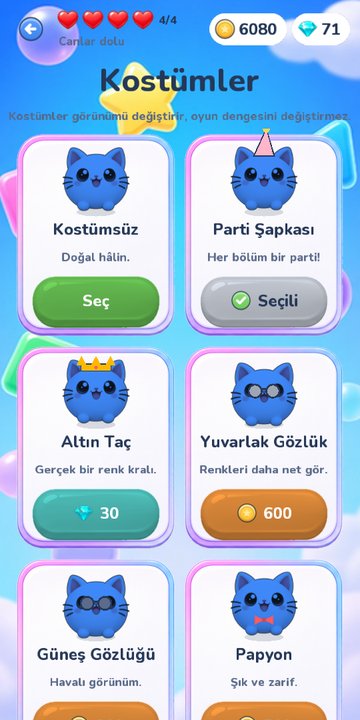 4/4
Canlar dolu
6080
71
Kostümler
Kostümler görünümü değiştirir, oyun dengesini değiştirmez.
Kostümsüz
Doğal hâlin.
Seç
Parti Şapkası
Her bölüm bir parti!
Seçili
Altın Taç
Gerçek bir renk kralı.
30
Yuvarlak Gözlük
Renkleri daha net gör.
600
Güneş Gözlüğü
Havalı görünüm.
Papyon
Şık ve zarif.